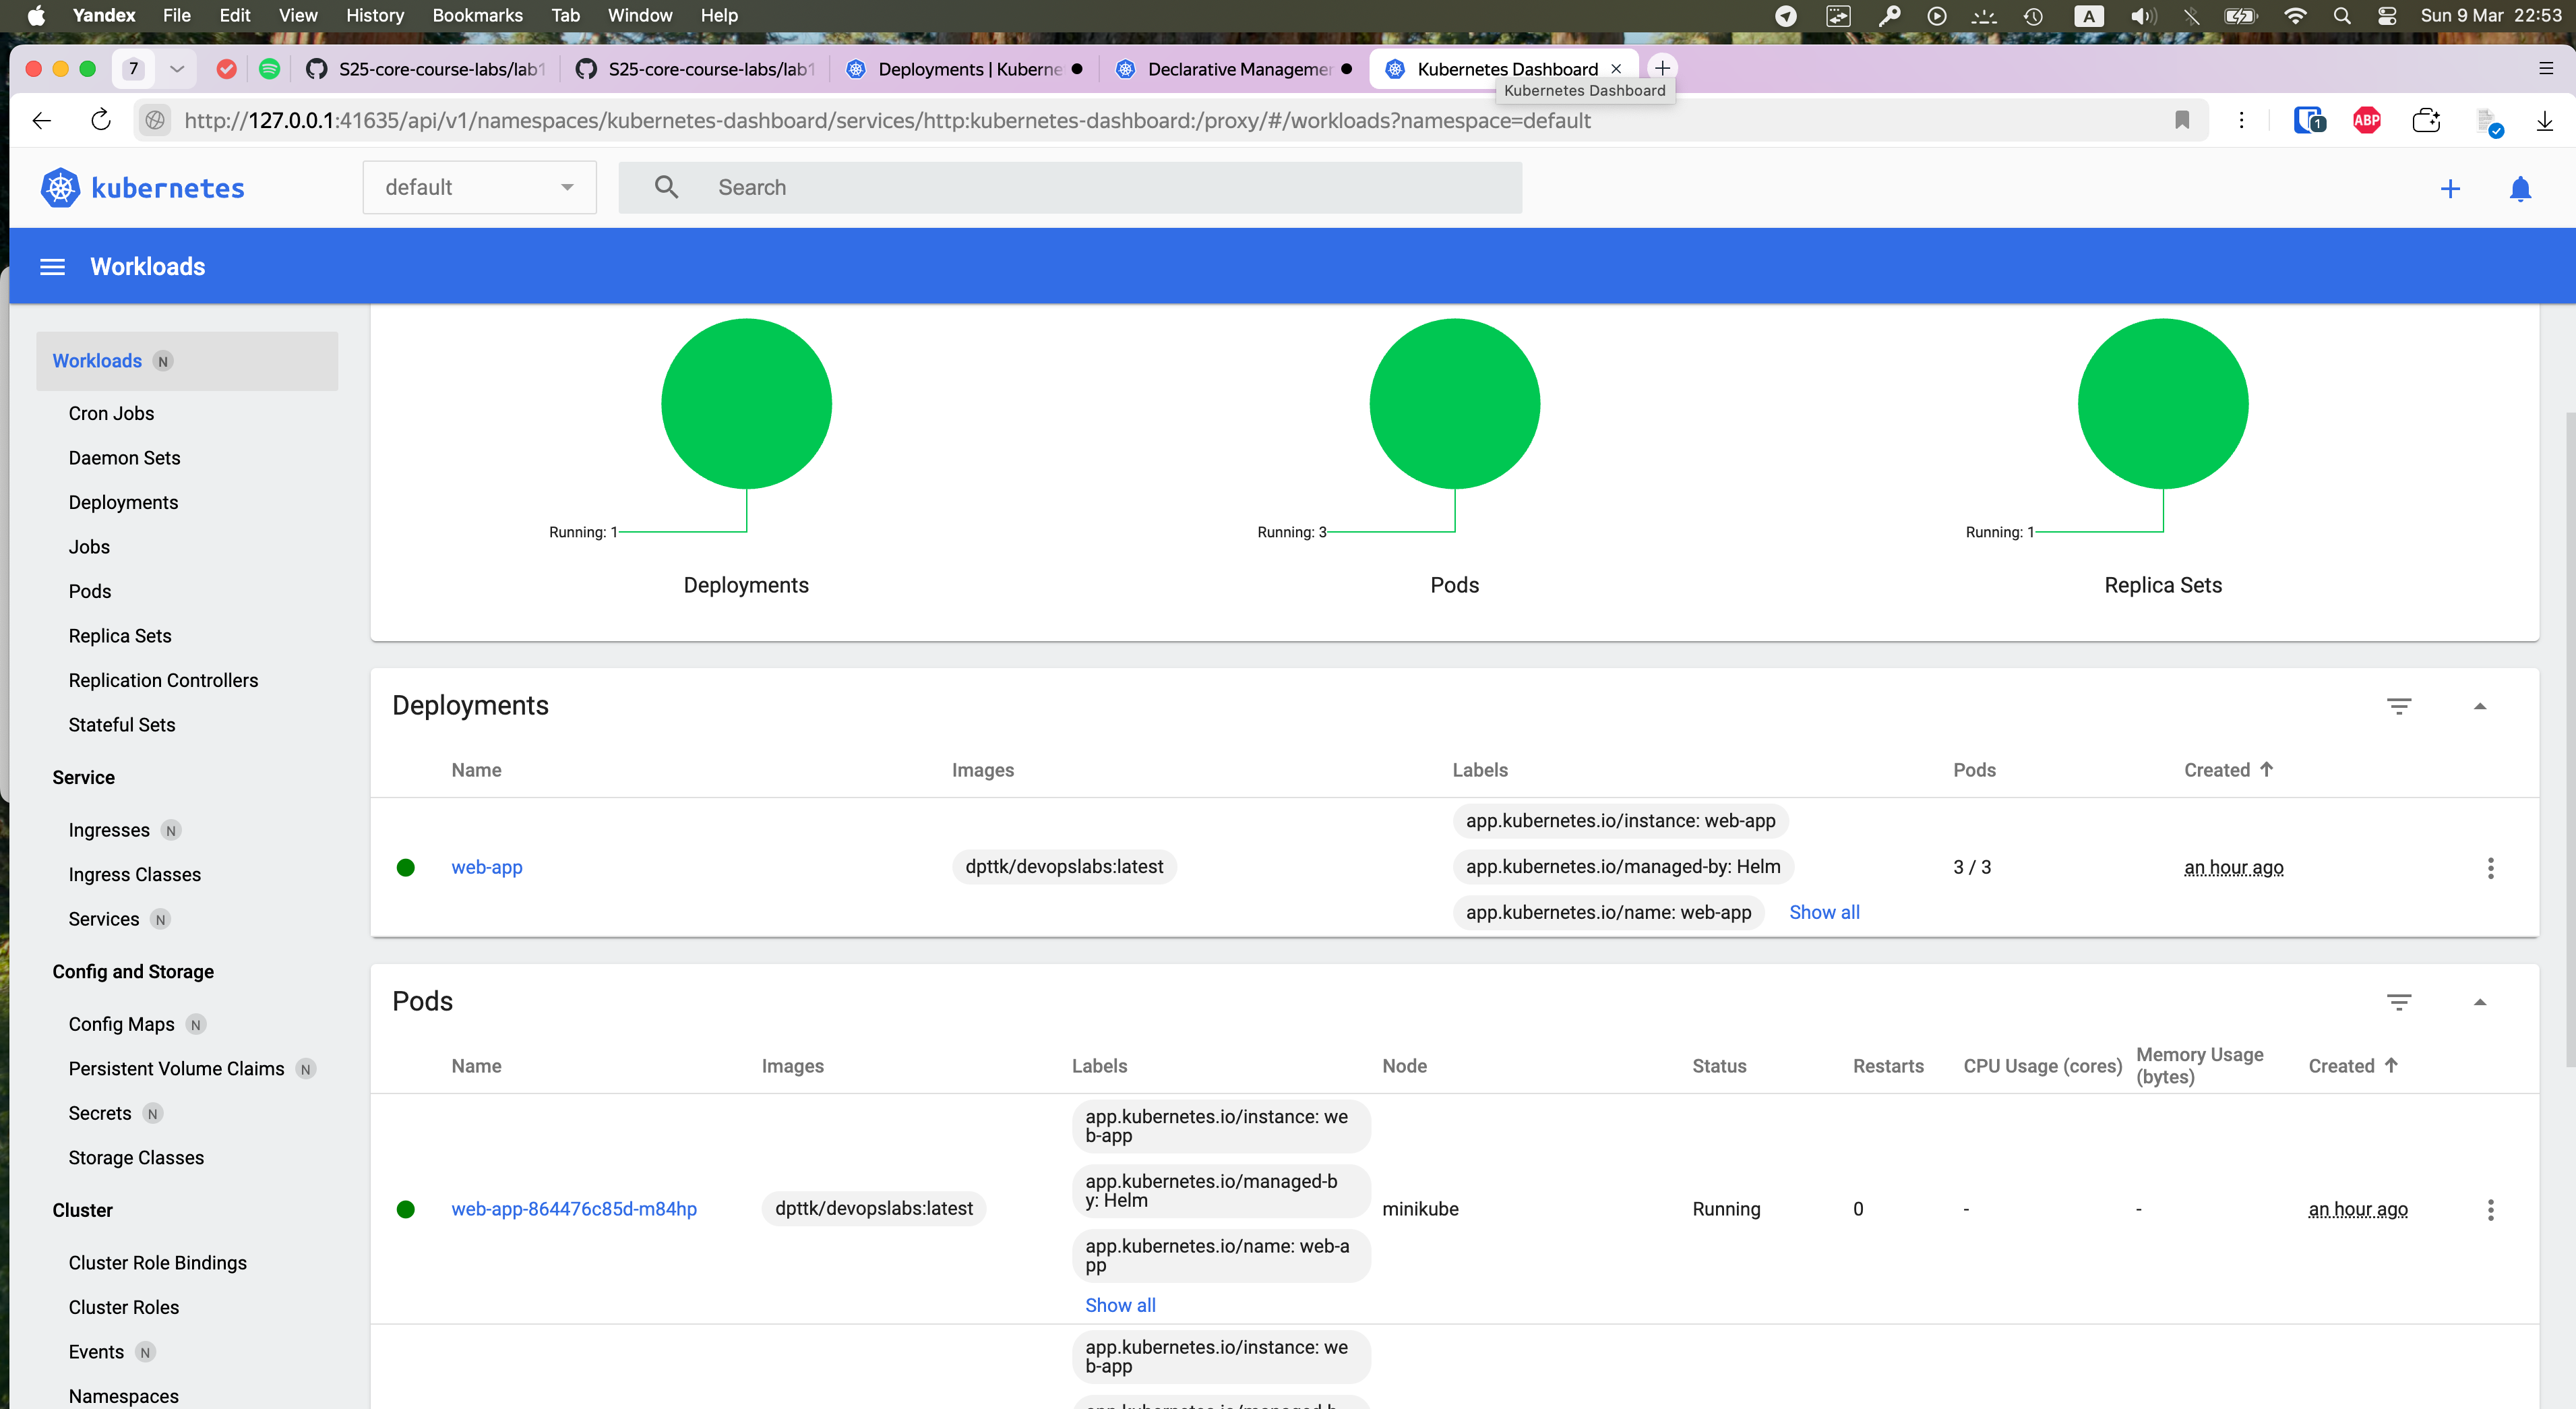 Yandex File Edit View History Bookmarks Tab Window Help A Sun 9 Mar 22:53
7 S25-core-course-labs/lab1 S25-core-course-labs/lab1 Deployments | Kuberne Declarative Managemer Kubernetes Dashboard
Kubernetes Dashboard
http://127.0.0.1:41635/api/v1/namespaces/kubernetes-dashboard/services/http:kubernetes-dashboard:/proxy/#/workloads?namespace=default 1 ABP
kubernetes default Search
Workloads
Workloads N
Cron Jobs
Daemon Sets
Deployments
Jobs
Pods
Replica Sets
Replication Controllers
Stateful Sets
Service
Ingresses N
Ingress Classes
Services N
Config and Storage
Config Maps N
Persistent Volume Claims N
Secrets N
Storage Classes
Cluster
Cluster Role Bindings
Cluster Roles
Events N
Namespaces
Running: 1 Running: 3 Running: 1
Deployments Pods Replica Sets
Deployments
Name Images Labels Pods Created
web-app dpttk/devopslabs:latest app.kubernetes.io/instance: web-app 3 / 3 an hour ago
app.kubernetes.io/managed-by: Helm
app.kubernetes.io/name: web-app Show all
Pods
Name Images Labels Node Status Restarts CPU Usage (cores) Memory Usage (bytes) Created
web-app-864476c85d-m84hp dpttk/devopslabs:latest app.kubernetes.io/instance: we
b-app
app.kubernetes.io/managed-b
y: Helm
app.kubernetes.io/name: web-a
pp
Show all
minikube Running 0 - - an hour ago
app.kubernetes.io/instance: we
b-app